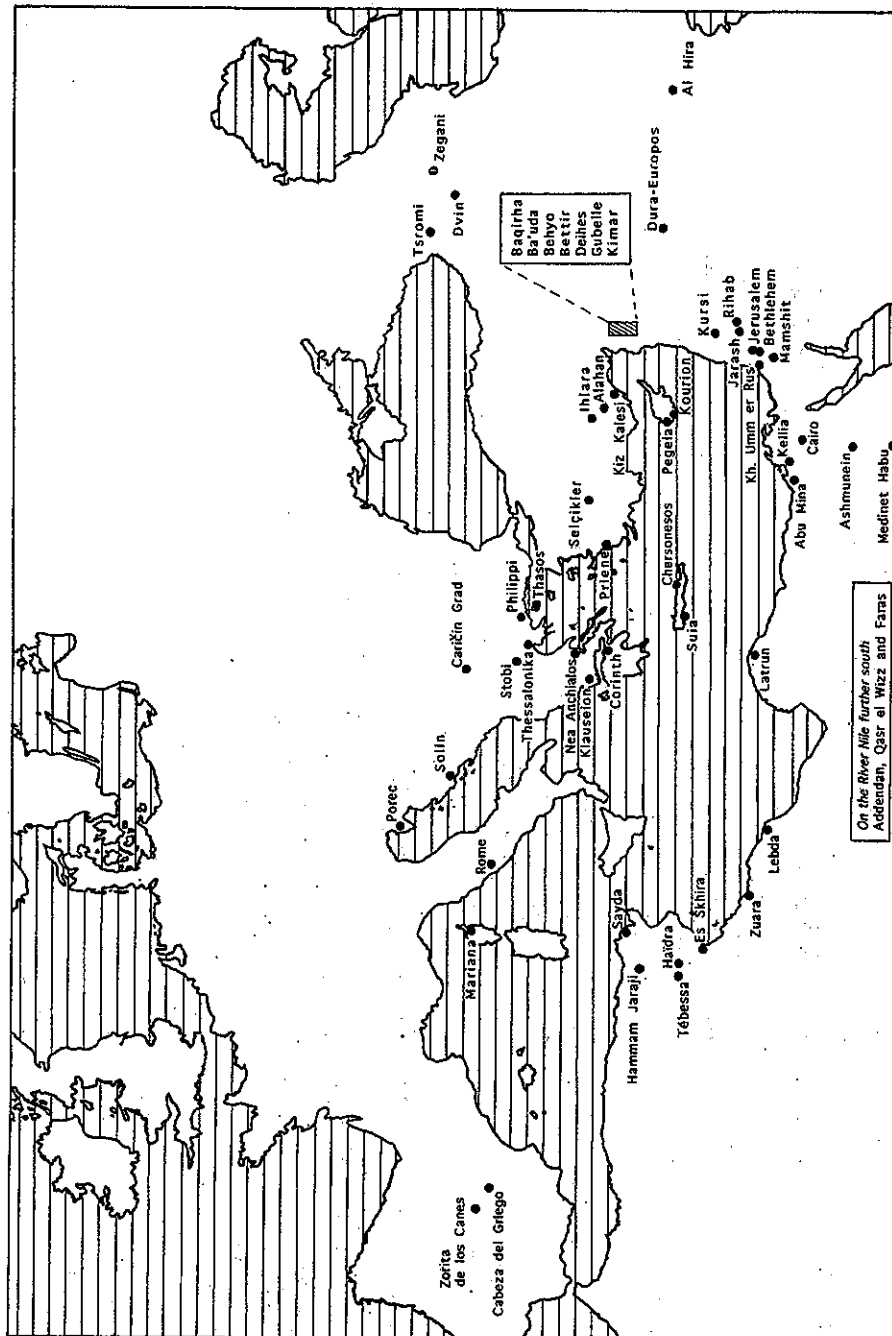 Zorita
de los Canes
Cabeza del Griego
Mariana
Rome
Porec
Solin
Caričin Grad
Stobi
Thessalonika
Philippi
Thasos
Nea Anchialos
Klauseion
Corinth
Priene
Selçikler
Ihlara
Alahan
Kiz Kalesi
Tsromi
Dvin
Zegani
Baqirha
Ba'uda
Behyo
Bettir
Deihes
Gubelle
Kimar
Dura-Europos
Al Hira
Hammam Jaraji
Sayda
Haïdra
Tébessa
Es Skhira
Zuara
Lebda
Latrun
Suia
Chersonesos
Pegeia
Kourion
Kursi
Rihab
Jarash
Jerusalem
Bethlehem
Mamshit
Kh. Umm er Rus
Kellia
Cairo
Abu Mina
Ashmunein
Medinet Habu
On the River Nile further south
Addendan, Qasr el Wizz and Faras